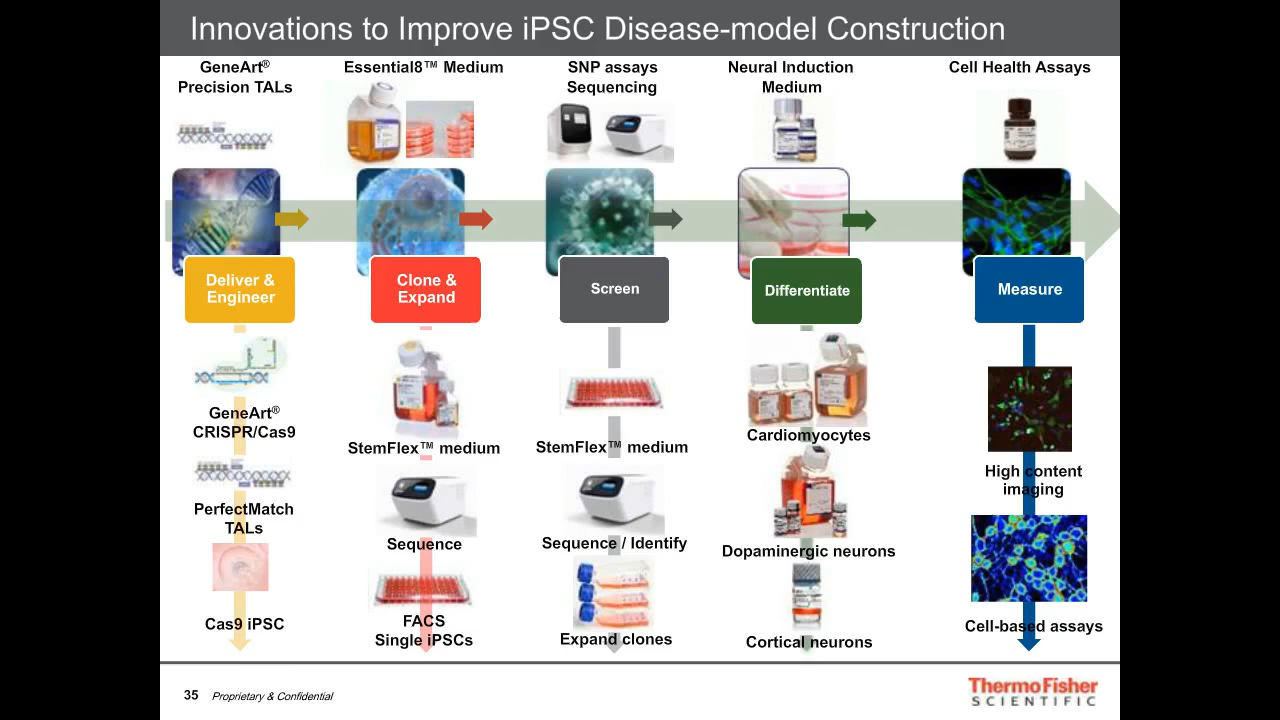 Innovations to Improve iPSC Disease-model Construction
GeneArt®
Precision TALs
Essential8™ Medium
SNP assays
Sequencing
Neural Induction
Medium
Cell Health Assays
Deliver &
Engineer
Clone &
Expand
Screen
Differentiate
Measure
GeneArt®
CRISPR/Cas9
PerfectMatch
TALs
Cas9 iPSC
StemFlex™ medium
Sequence
FACS
Single iPSCs
StemFlex™ medium
Sequence / Identify
Expand clones
Cardiomyocytes
Dopaminergic neurons
Cortical neurons
High content
imaging
Cell-based assays
35 Proprietary & Confidential
ThermoFisher
SCIENTIFIC